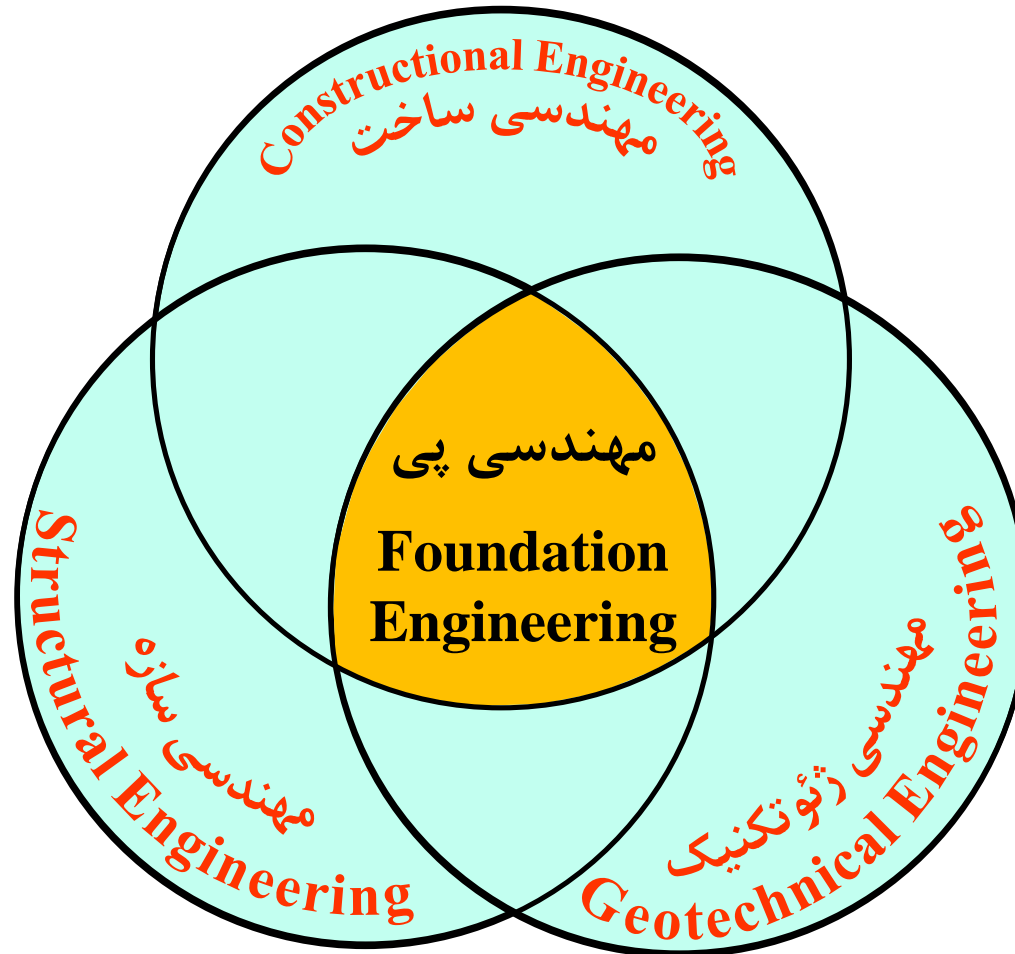 Constructional Engineering
مهندسی ساخت
مهندسی پی
Foundation
Engineering
Structural Engineering
مهندسی سازه
مهندسی ژئوتکنیک
Geotechnical Engineering